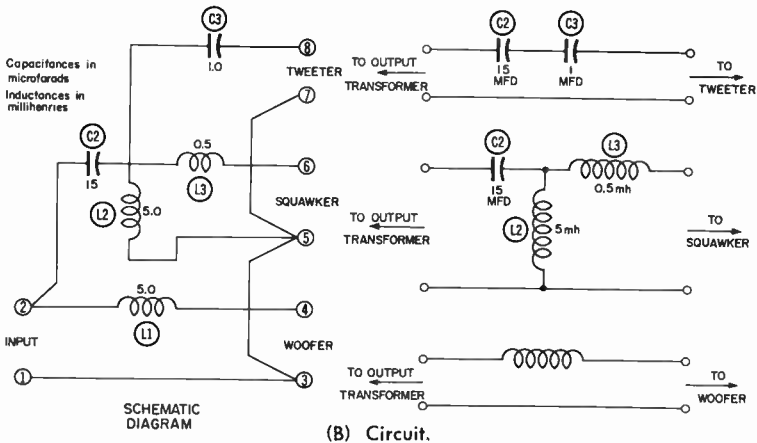 C3
8
1.0
TWEETER
7
Capacitances in
microfarads
Inductances in
millihenries
C2
15
0.5
6
L3
L2
5.0
SQUAWKER
5
2
5.0
4
L1
INPUT
WOOFER
1
3
SCHEMATIC
DIAGRAM
C2
C3
TO OUTPUT
TRANSFORMER
15
MFD
1
MFD
TO
TWEETER
C2
L3
15
MFD
0.5mh
L2
5mh
TO OUTPUT
TRANSFORMER
TO
SQUAWKER
TO OUTPUT
TRANSFORMER
TO
WOOFER
(B) Circuit.